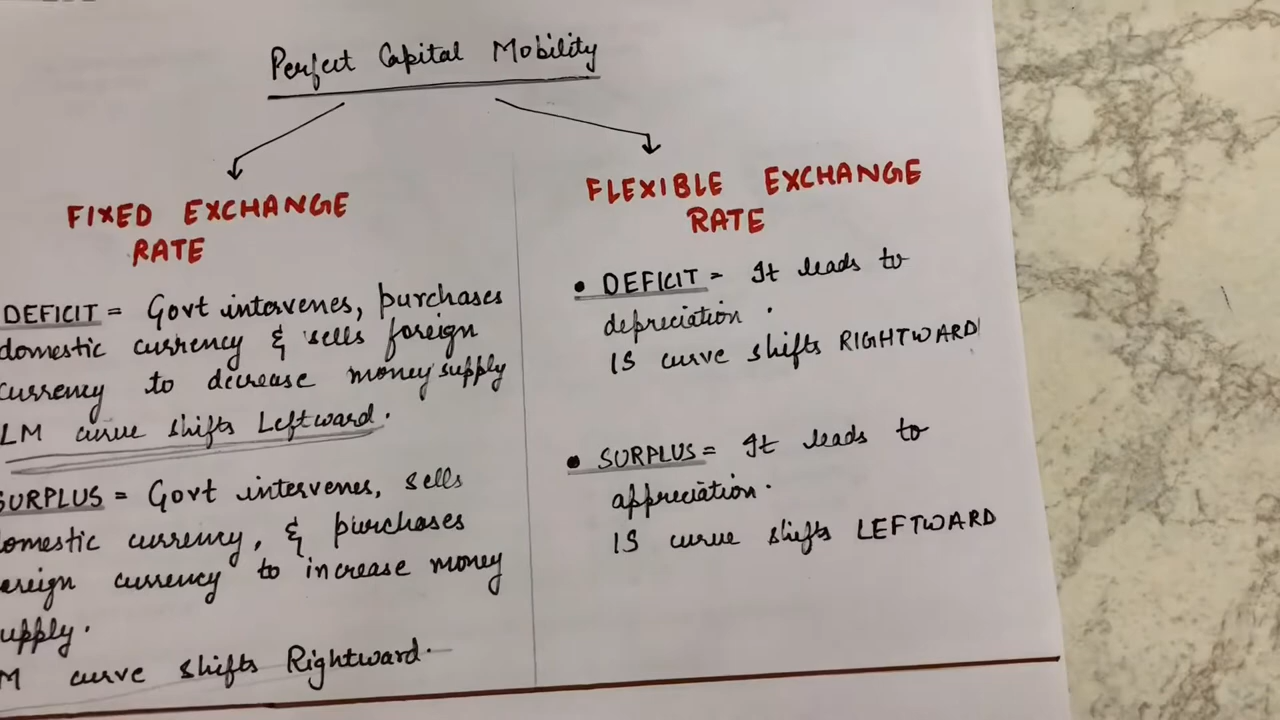 Perfect Capital Mobility
FIXED EXCHANGE
RATE
DEFICIT = Govt intervenes, purchases
domestic currency & sells foreign
currency to decrease money supply
LM curve shifts Leftward.
SURPLUS = Govt intervenes, sells
omestic currency, & purchases
oreign currency to increase money
upply.
M curve shifts Rightward.
FLEXIBLE EXCHANGE
RATE
• DEFICIT = It leads to
depreciation.
IS curve shifts RIGHTWARD
• SURPLUS = It leads to
appreciation.
IS curve shifts LEFTWARD